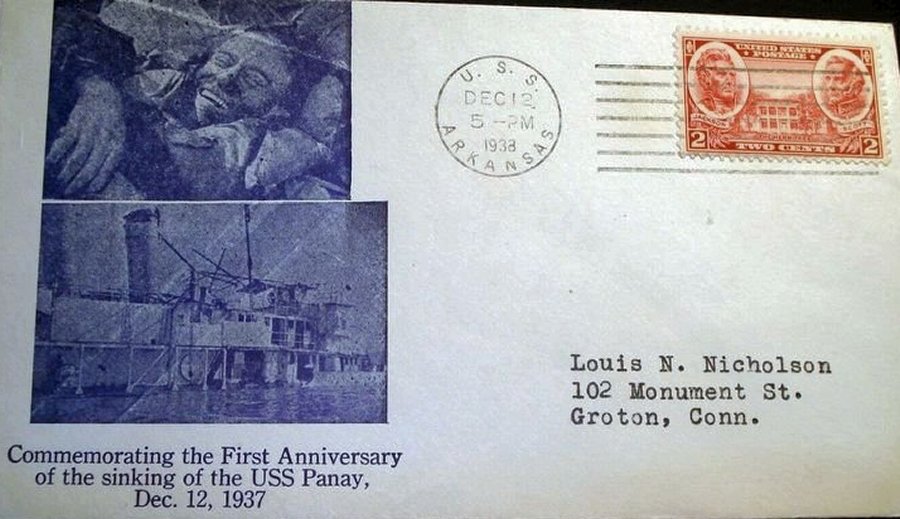 U. S. S.
DEC 12
5 -PM
1938
ARKANSAS
UNITED STATES
POSTAGE
2 TWO CENTS 2
Louis N. Nicholson
102 Monument St.
Groton, Conn.
Commemorating the First Anniversary
of the sinking of the USS Panay,
Dec. 12, 1937